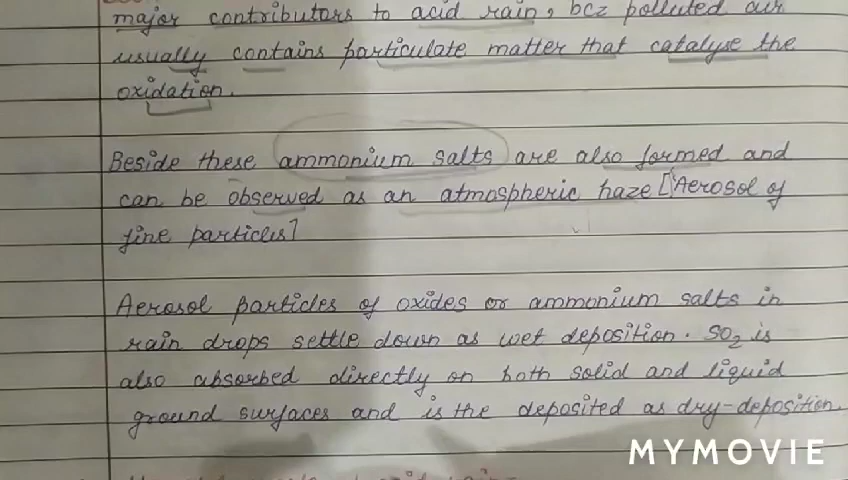 major contributors to acid rain, bcz polluted air
usually contains particulate matter that catalyse the
oxidation.
Beside these ammonium salts are also formed and
can be observed as an atmospheric haze [Aerosol of
fine particles]
Aerosol particles of oxides or ammonium salts in
rain drops settle down as wet deposition. SO2 is
also absorbed directly on both solid and liquid
ground surfaces and is the deposited as dry-deposition.
MYMOVIE